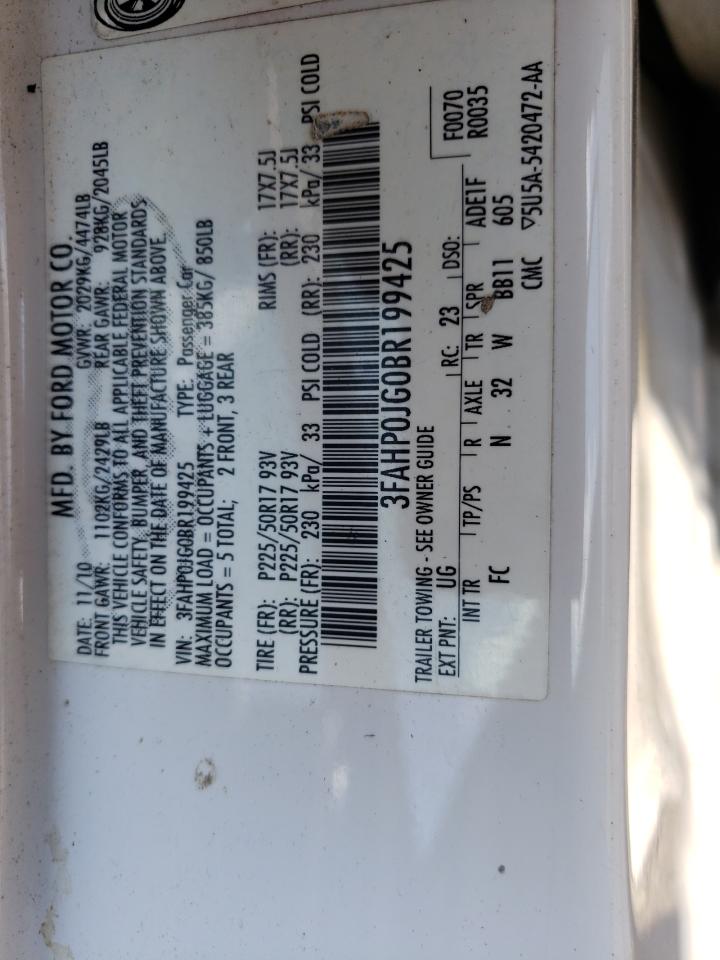 MFD. BY FORD MOTOR CO.
DATE: 11/10 GVWR: 2029KG/4474LB
FRONT GAWR: 1102KG/2429LB REAR GAWR: 928KG/2045LB
THIS VEHICLE CONFORMS TO ALL APPLICABLE FEDERAL MOTOR
VEHICLE SAFETY, BUMPER, AND THEFT PREVENTION STANDARDS
IN EFFECT ON THE DATE OF MANUFACTURE SHOWN ABOVE.
VIN: 3FAHP0JG0BR199425 TYPE: Passenger Car
MAXIMUM LOAD = OCCUPANTS + LUGGAGE = 385KG/ 850LB
OCCUPANTS = 5 TOTAL; 2 FRONT, 3 REAR
TIRE (FR): P225/50R17 93V RIMS (FR): 17X7.5J
(RR): P225/50R17 93V (RR): 17X7.5J
PRESSURE (FR): 230 kPa/ 33 PSI COLD (RR): 230 kPa/ 33 PSI COLD
3FAHP0JG0BR199425
TRAILER TOWING - SEE OWNER GUIDE
EXT PNT: UG RC: 23 DSO: F0070
R0035
INT TR TP/PS R AXLE TR SPR ADE1F
FC N 32 W BB11 605
CMC ▽5U5A-5420472-AA